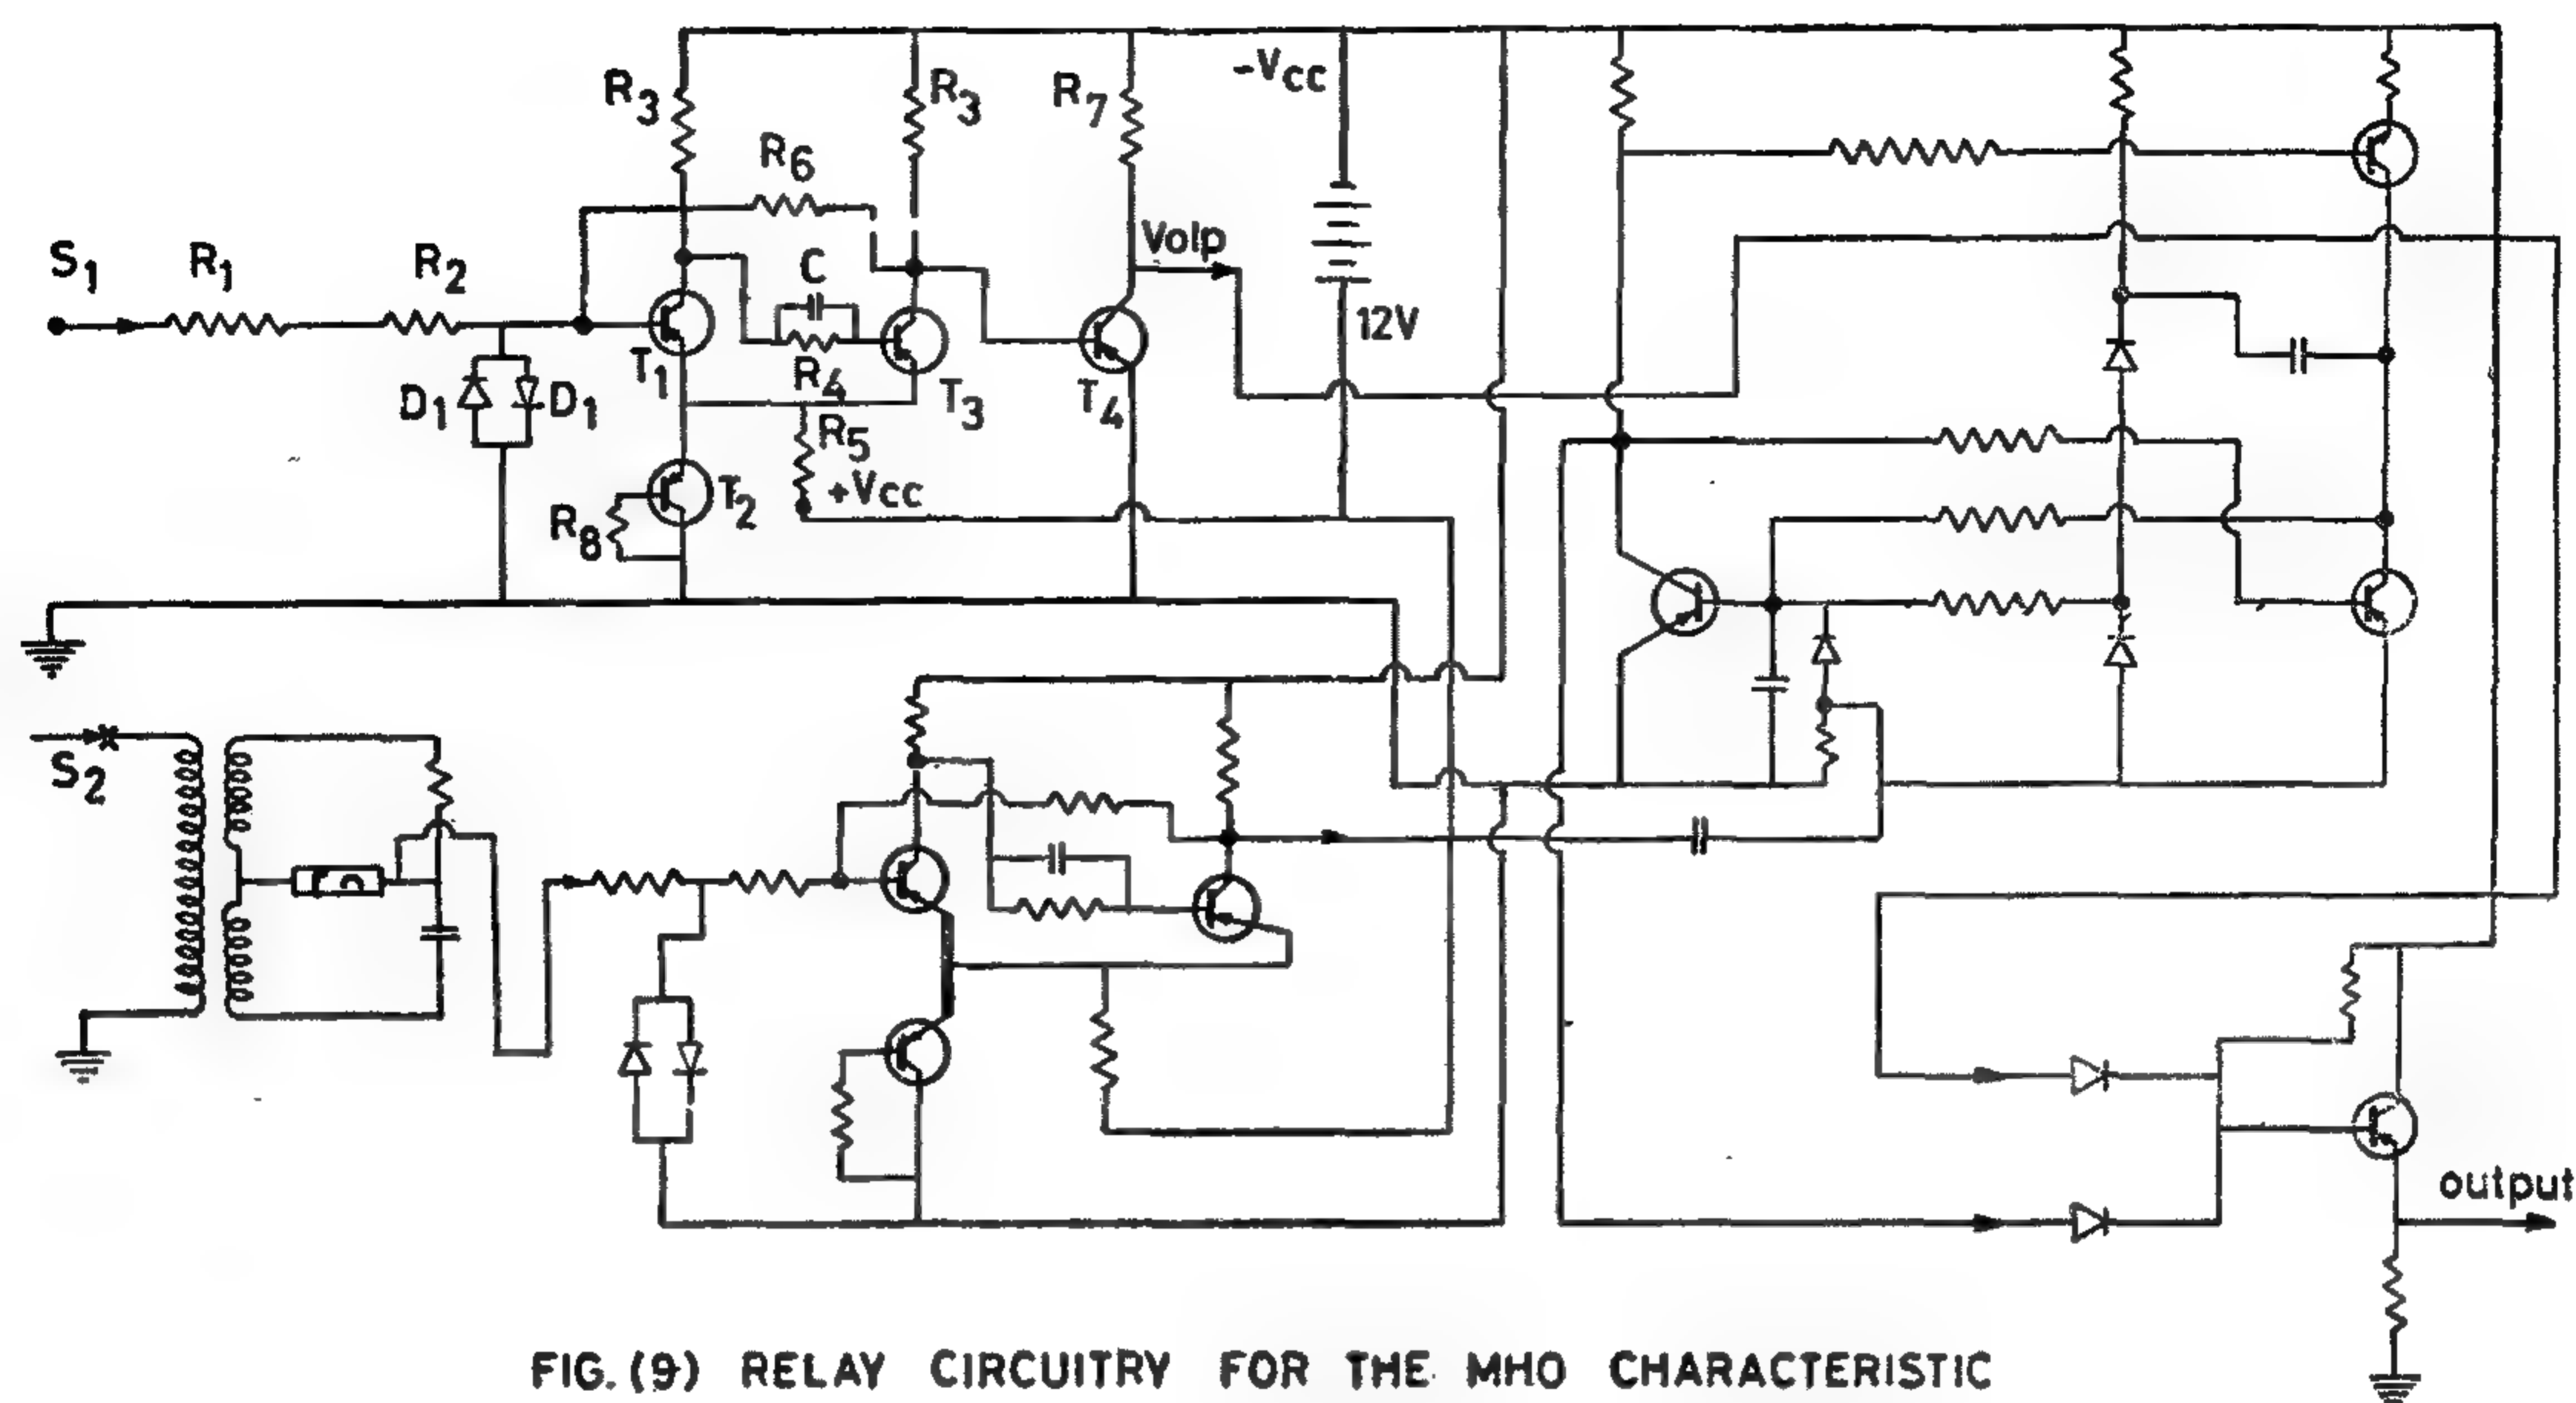 R3
R3
R7
-Vcc
R6
S1
R1
R2
C
Volp
12V
T1
R4
D1
D1
T3
T4
R5
+Vcc
T2
R8
S2
output
FIG.(9) RELAY CIRCUITRY FOR THE MHO CHARACTERISTIC